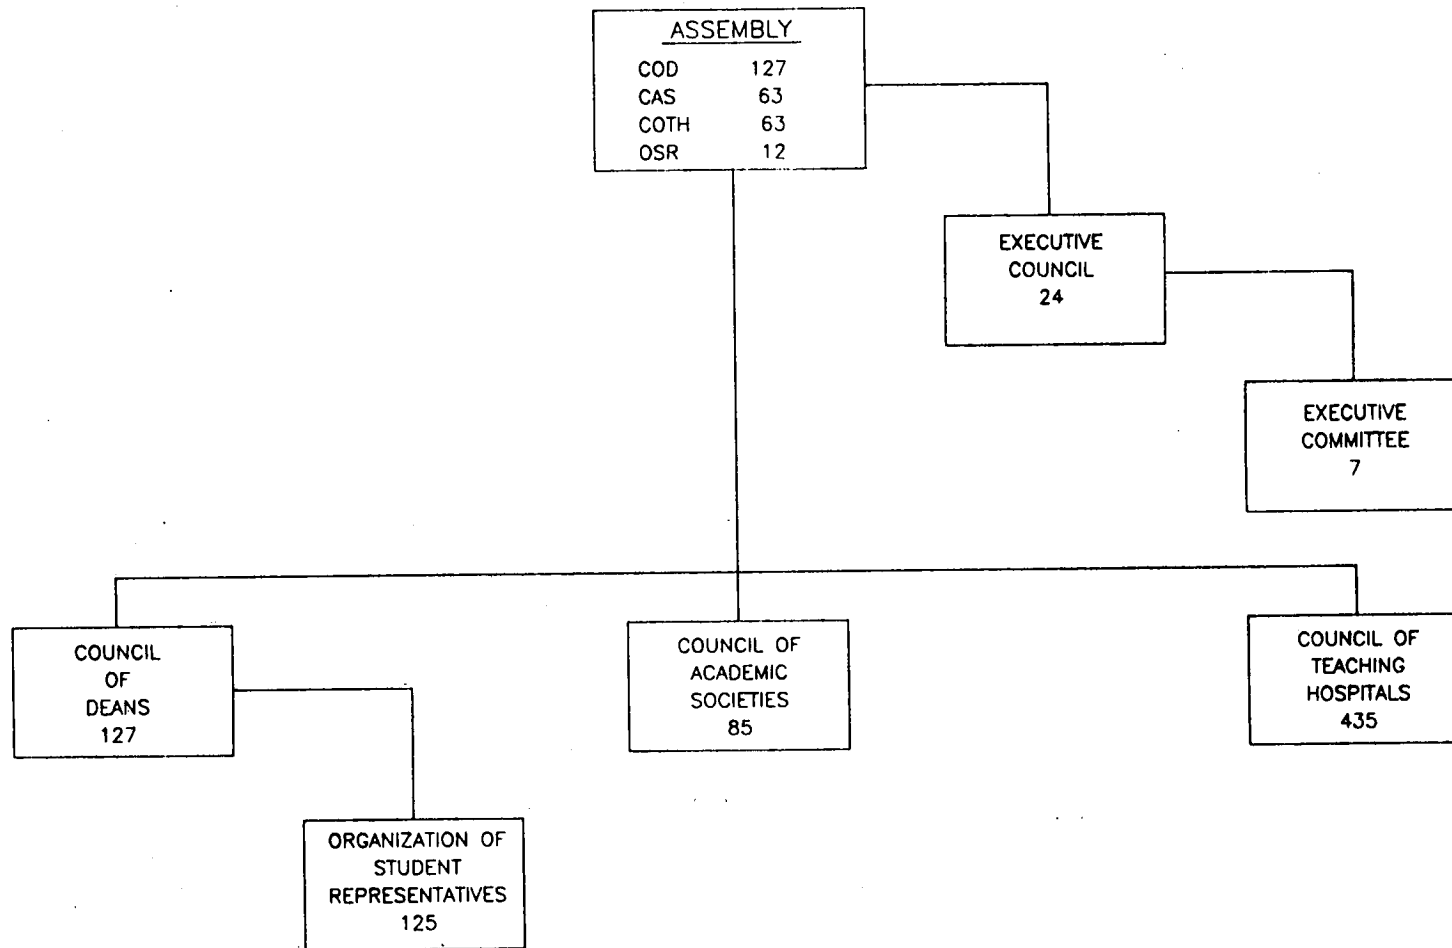 ASSEMBLY
COD 127
CAS 63
COTH 63
OSR 12
EXECUTIVE
COUNCIL
24
EXECUTIVE
COMMITTEE
7
COUNCIL
OF
DEANS
127
COUNCIL OF
ACADEMIC
SOCIETIES
85
COUNCIL OF
TEACHING
HOSPITALS
435
ORGANIZATION OF
STUDENT
REPRESENTATIVES
125